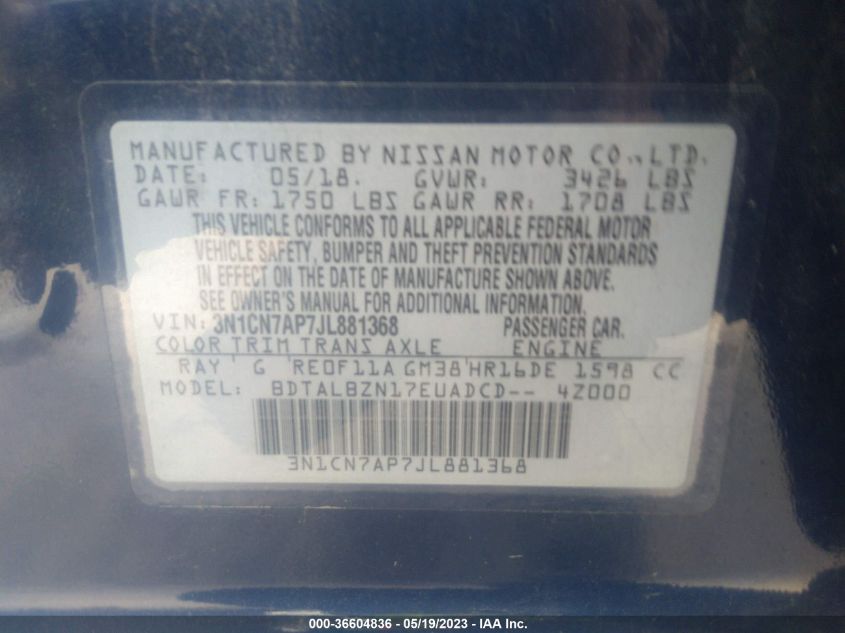 MANUFACTURED BY NISSAN MOTOR CO., LTD.
DATE: 05/18. GVWR: 3426 LBS
GAWR FR: 1750 LBS GAWR RR: 1708 LBS
THIS VEHICLE CONFORMS TO ALL APPLICABLE FEDERAL MOTOR
VEHICLE SAFETY, BUMPER AND THEFT PREVENTION STANDARDS
IN EFFECT ON THE DATE OF MANUFACTURE SHOWN ABOVE.
SEE OWNER'S MANUAL FOR ADDITIONAL INFORMATION.
VIN: 3N1CN7AP7JL881368 PASSENGER CAR.
COLOR TRIM TRANS AXLE ENGINE
RAY G RE0F11A GM38 HR16DE 1598 CC
MODEL: BDTALBZN17EUADCD-- 4Z000
3N1CN7AP7JL881368
000-36604836 - 05/19/2023 - IAA Inc.